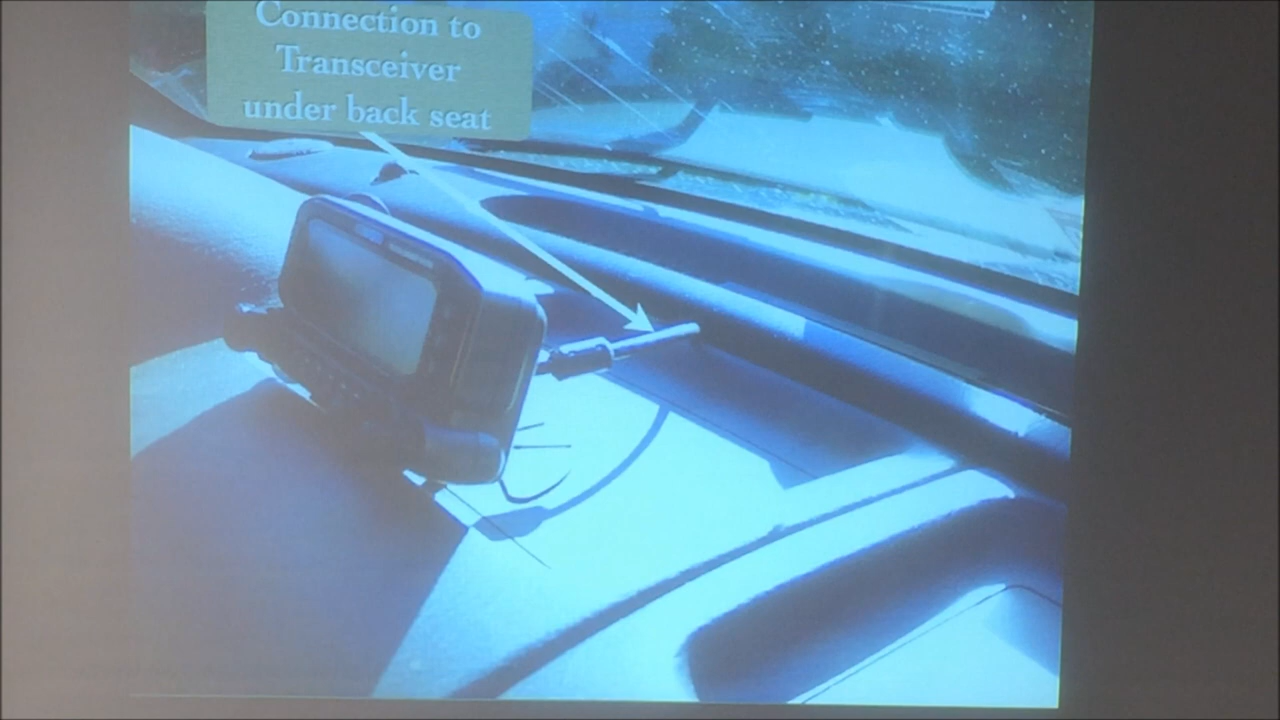 Connection to
Transceiver
under back seat